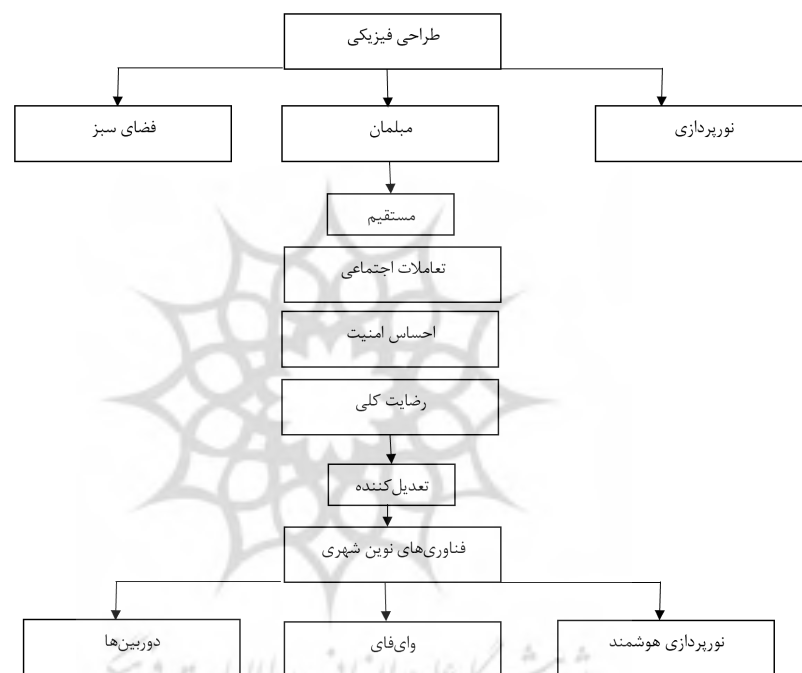 طراحی فیزیکی
نورپردازی
مبلمان
فضای سبز
مستقیم
تعاملات اجتماعی
احساس امنیت
رضایت کلی
تعدیل‌کننده
فناوری‌های نوین شهری
نورپردازی هوشمند
وای‌فای
دوربین‌ها